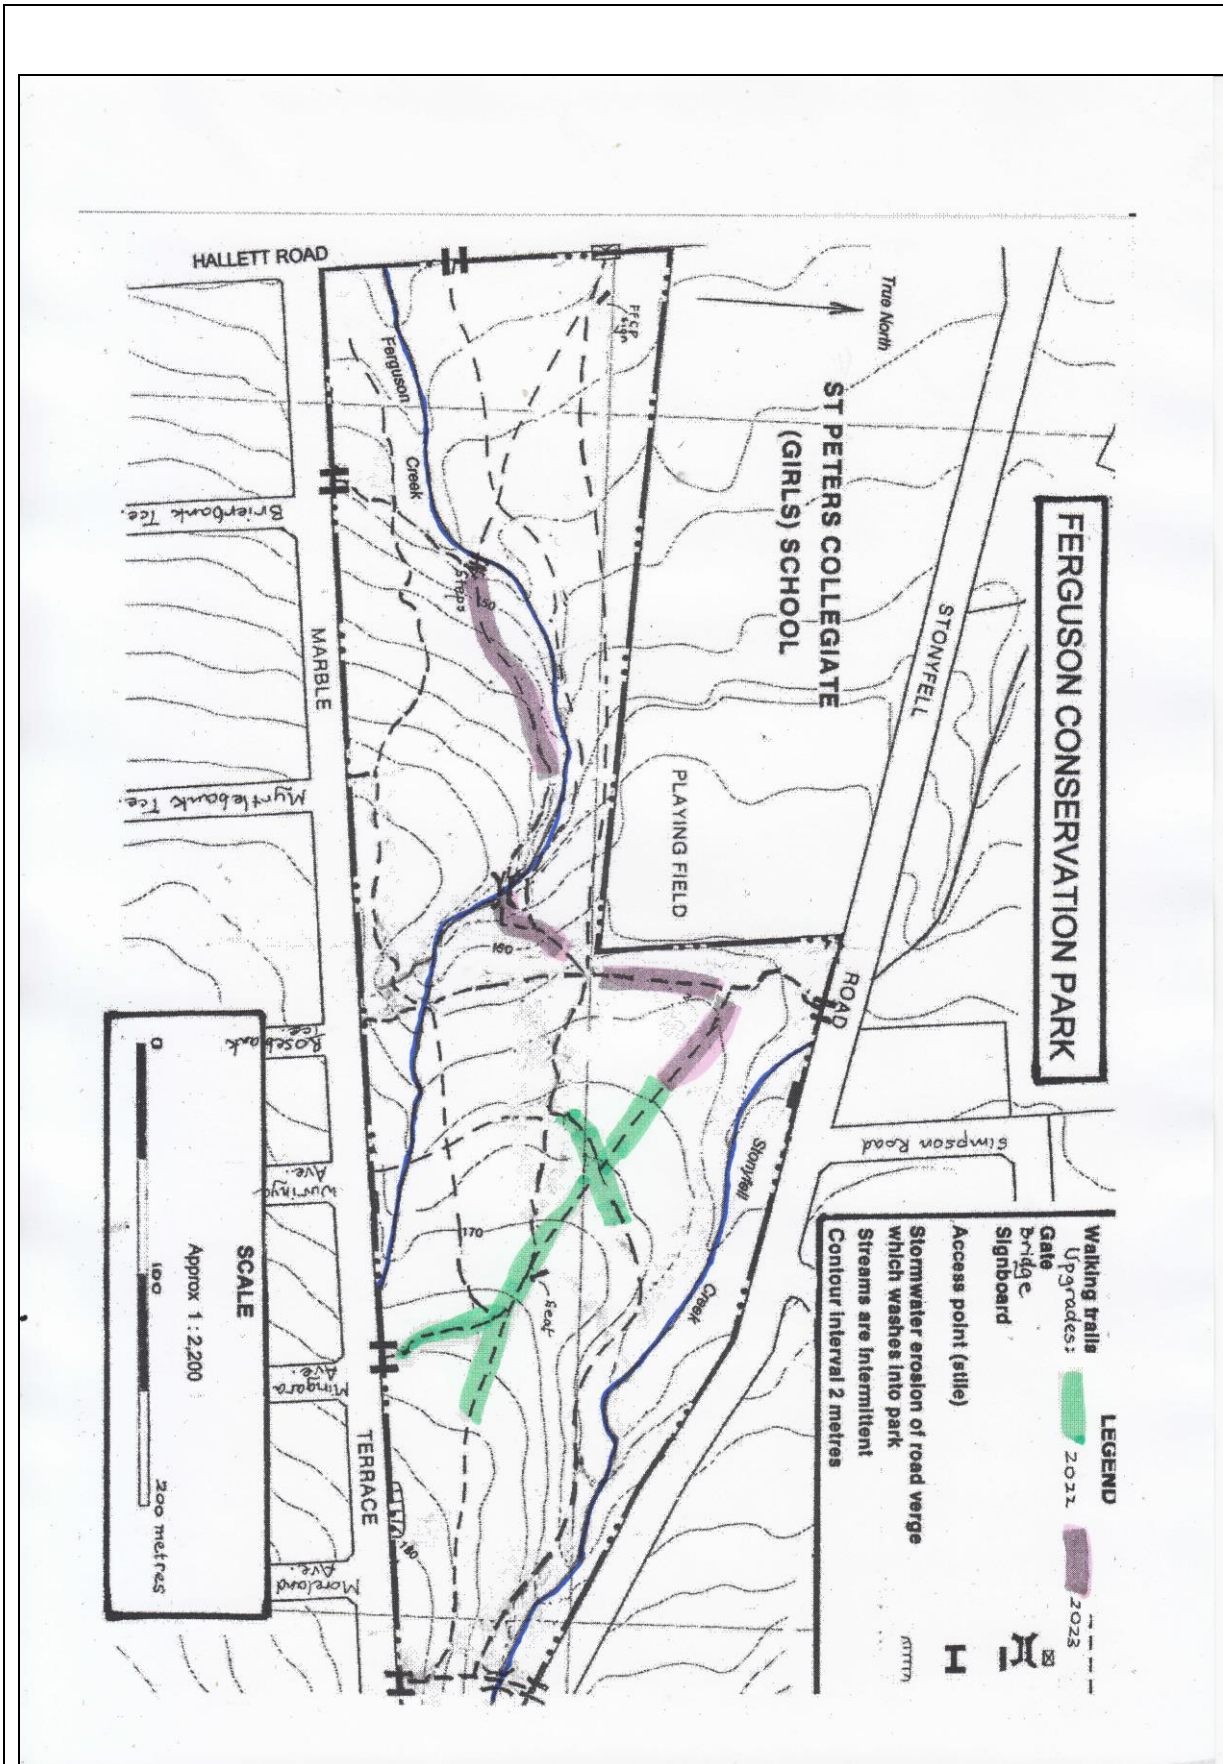 FERGUSON CONSERVATION PARK
HALLETT ROAD
True North
FFCP
sign
ST PETERS COLLEGIATE
(GIRLS) SCHOOL
STONYFELL
ROAD
PLAYING FIELD
Ferguson
Creek
Steps
150
160
170
180
Seat
Stonyfell
Creek
Simpson Road
MARBLE
TERRACE
Brierbank Tce.
Myrtlebank Tce.
Rosebank
Tce.
Wurringa
Ave.
Mingara
Ave.
Moreland
Ave.
LEGEND
Walking trails
Upgrades: 2022 2023
Gate
Bridge
Signboard
Access point (stile)
Stormwater erosion of road verge
which washes into park
Streams are intermittent
Contour interval 2 metres
SCALE
Approx 1:2,200
0 100 200 metres